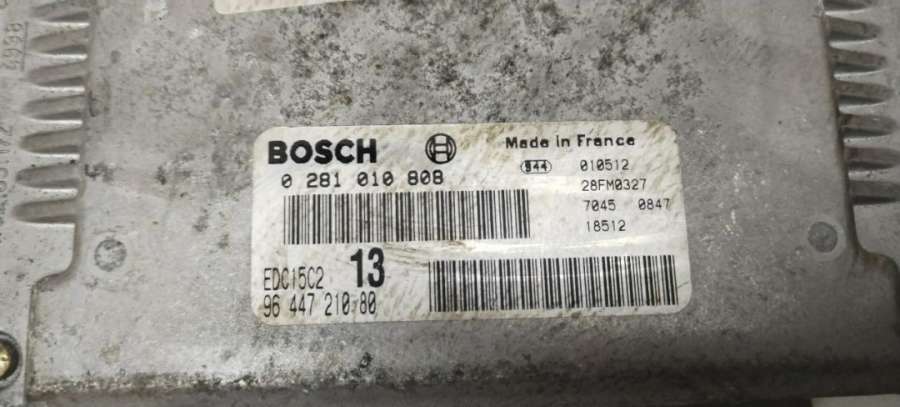 BOSCH
Made in France
0 281 010 808
944 010512
28FM0327
7045 0847
18512
EDC15C2 13
96 447 210 80